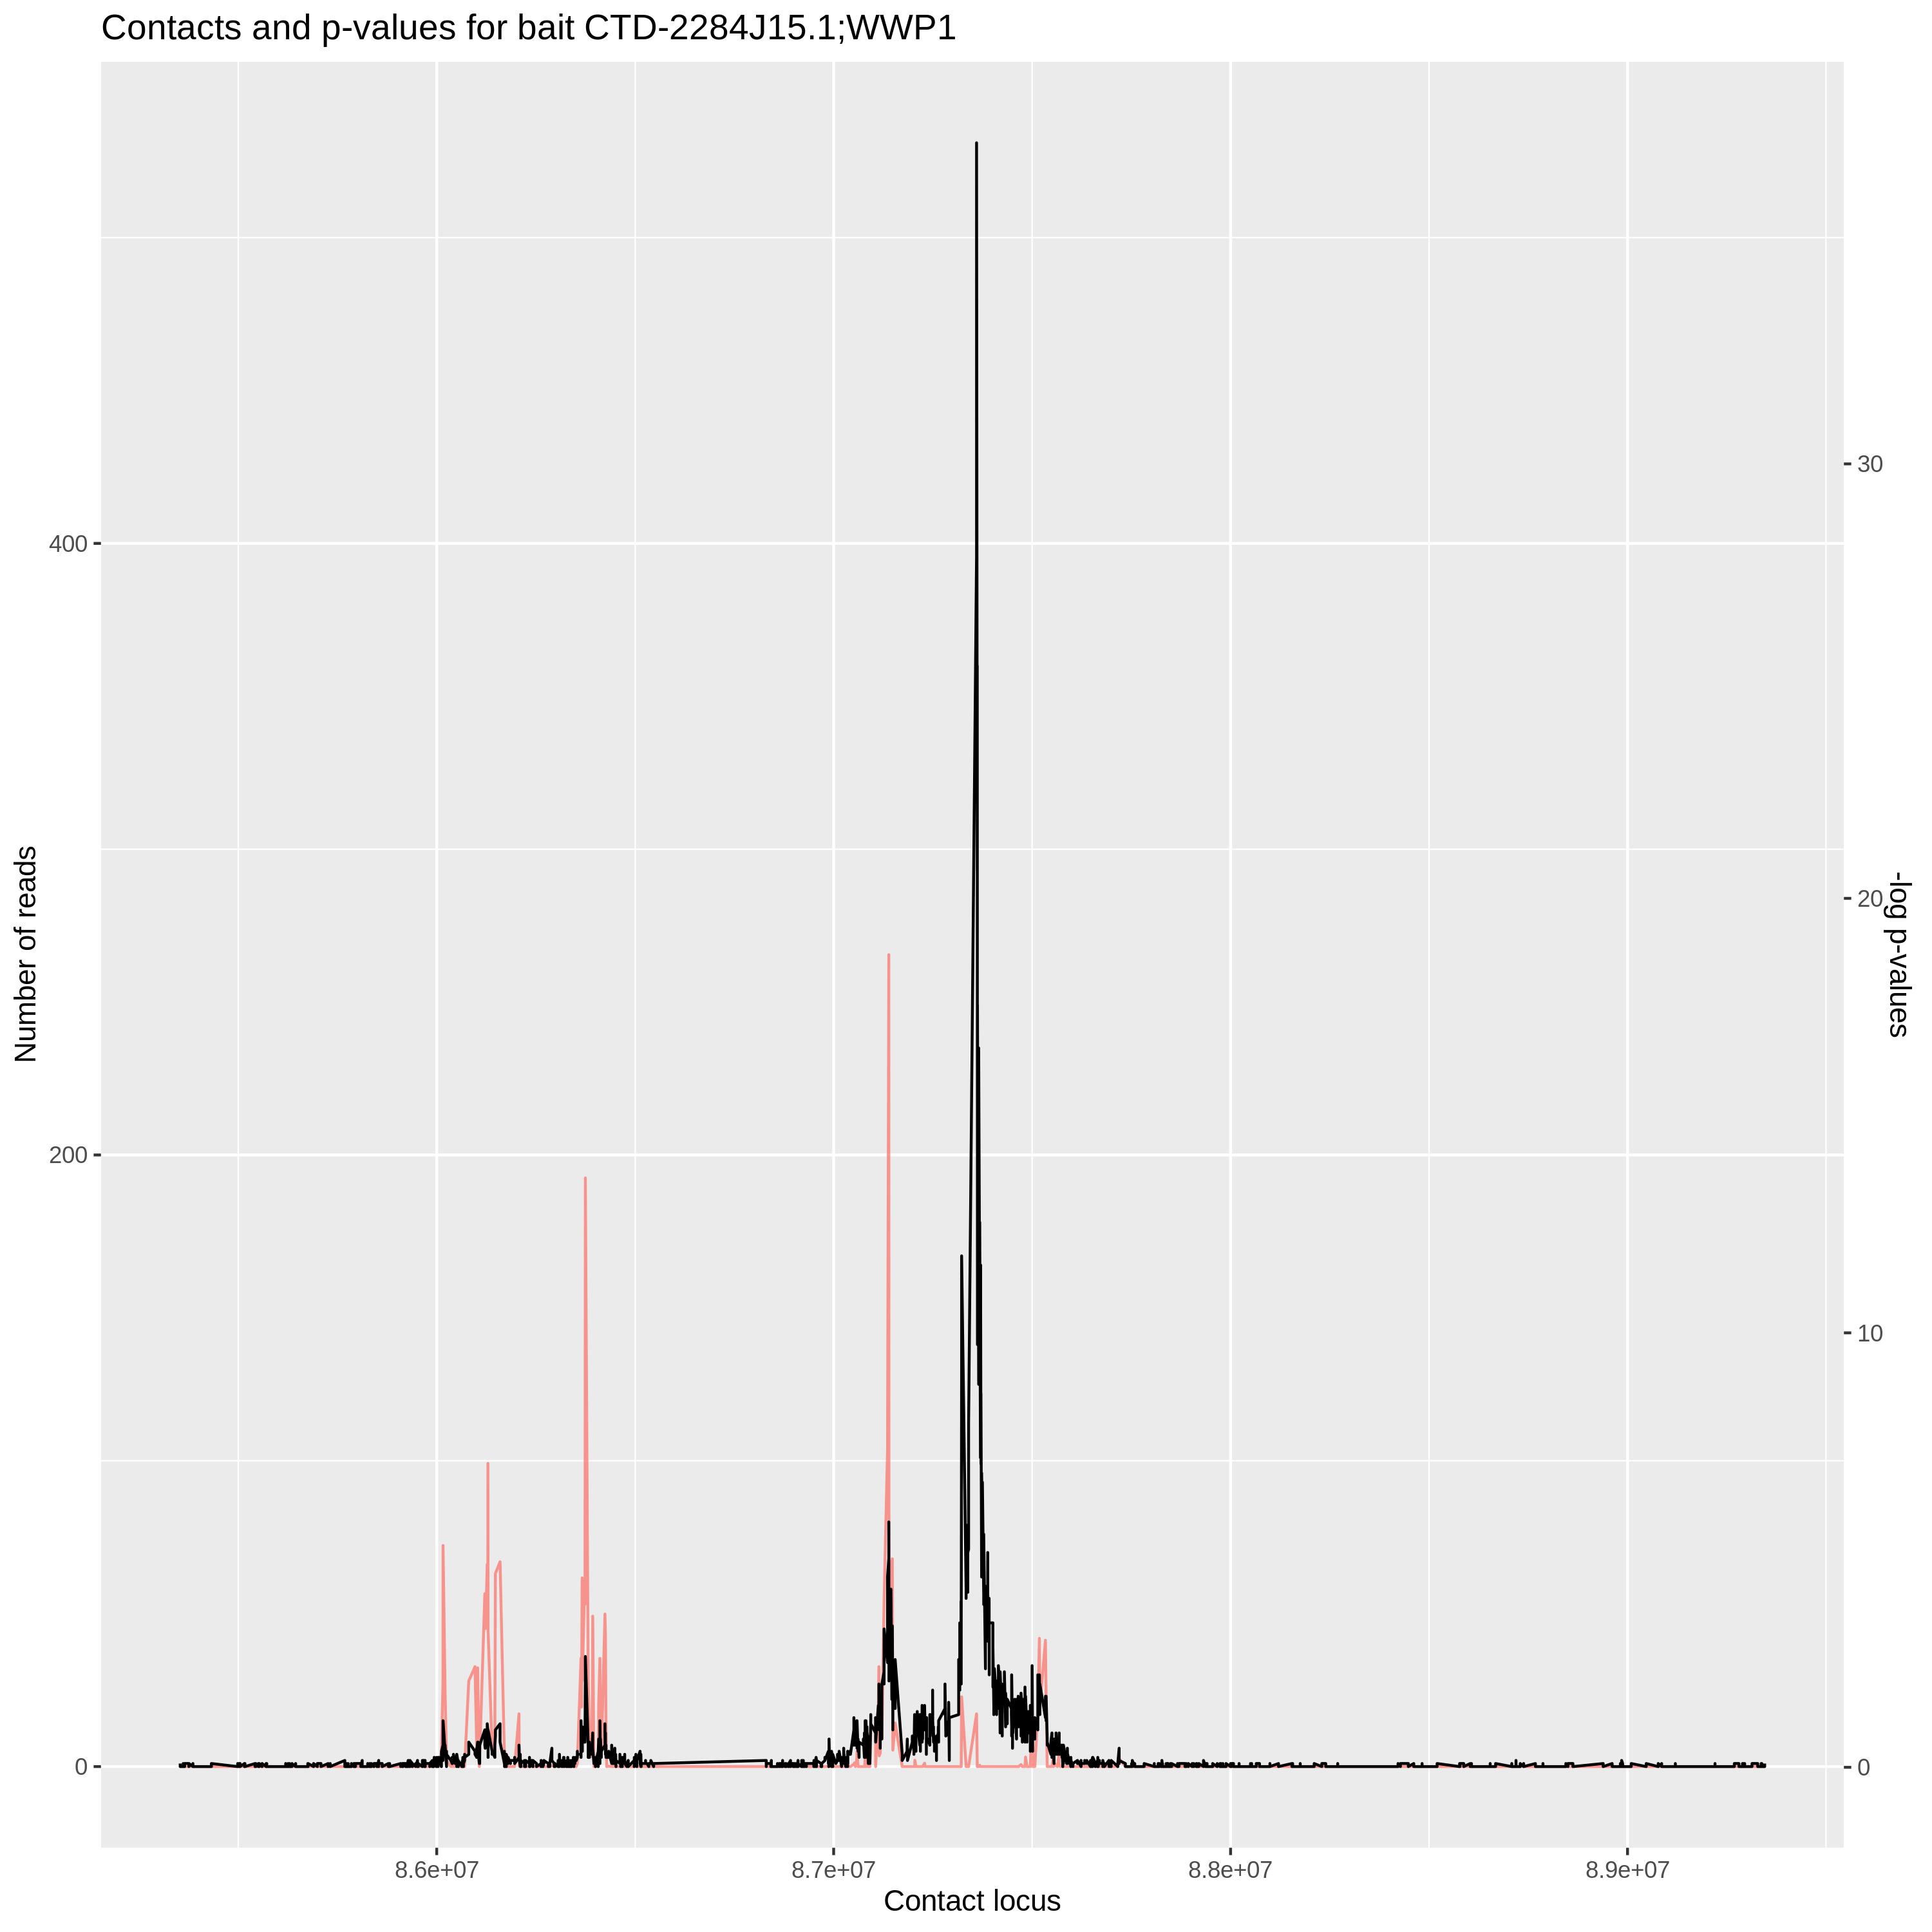 Contacts and p-values for bait CTD-2284J15.1;WWP1
Number of reads
400
200
0
30
20
10
0
-log p-values
8.6e+07
8.7e+07
8.8e+07
8.9e+07
Contact locus